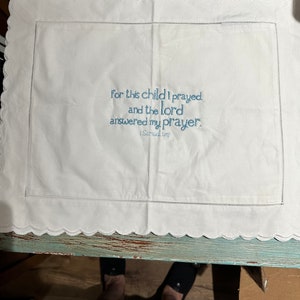 For this child I prayed
and the lord
answered my prayer.